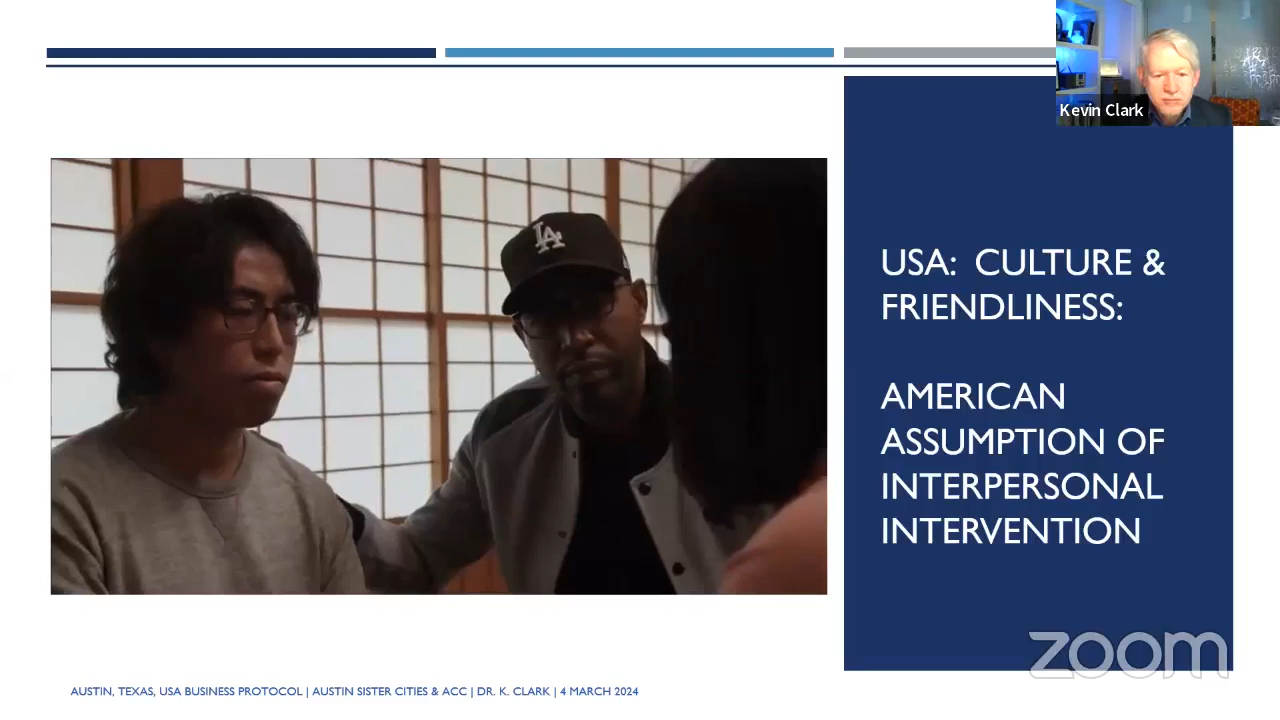 Kevin Clark
LA
USA: CULTURE &
FRIENDLINESS:
AMERICAN
ASSUMPTION OF
INTERPERSONAL
INTERVENTION
zoom
AUSTIN, TEXAS, USA BUSINESS PROTOCOL | AUSTIN SISTER CITIES & ACC | DR. K. CLARK | 4 MARCH 2024